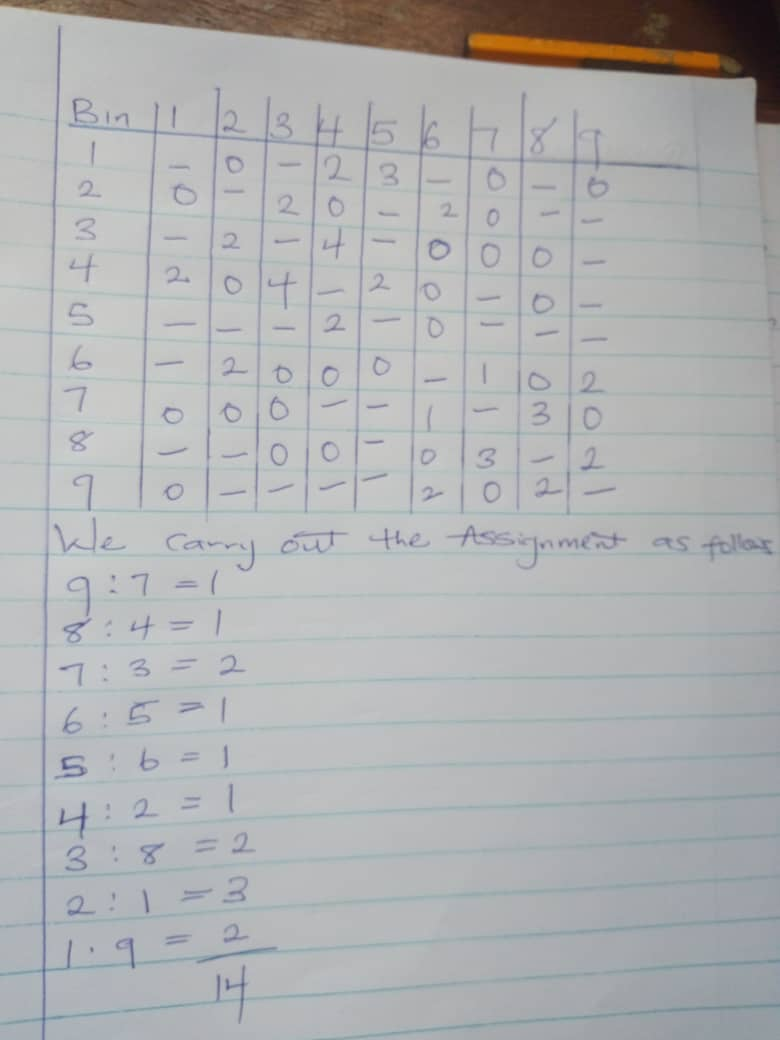 Bin 1 2 3 4 5 6 7 8 9
1 - 0 - 2 3 - 0 - 0
2 0 - 2 0 - 2 0 - -
3 - 2 - 4 - 0 0 0 -
4 2 0 4 - 2 0 - 0 -
5 - - - 2 - 0 - - -
6 - 2 0 0 0 - 1 0 2
7 0 0 0 - - 1 - 3 0
8 - - 0 0 - 0 3 - 2
9 0 - - - - 2 0 2 -
We carry out the Assignment as follows
9 : 7 = 1
8 : 4 = 1
7 : 3 = 2
6 : 5 = 1
5 : 6 = 1
4 : 2 = 1
3 : 8 = 2
2 : 1 = 3
1 . 9 = 2
14